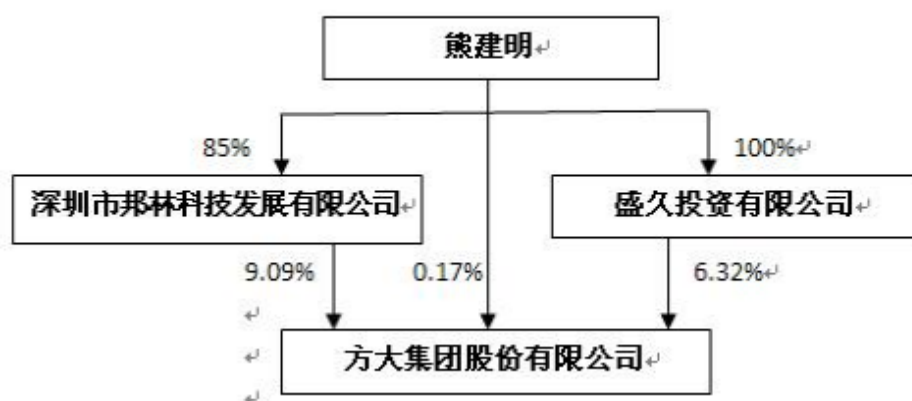 熊建明
85%
100%
深圳市邦林科技发展有限公司
盛久投资有限公司
9.09%
0.17%
6.32%
方大集团股份有限公司